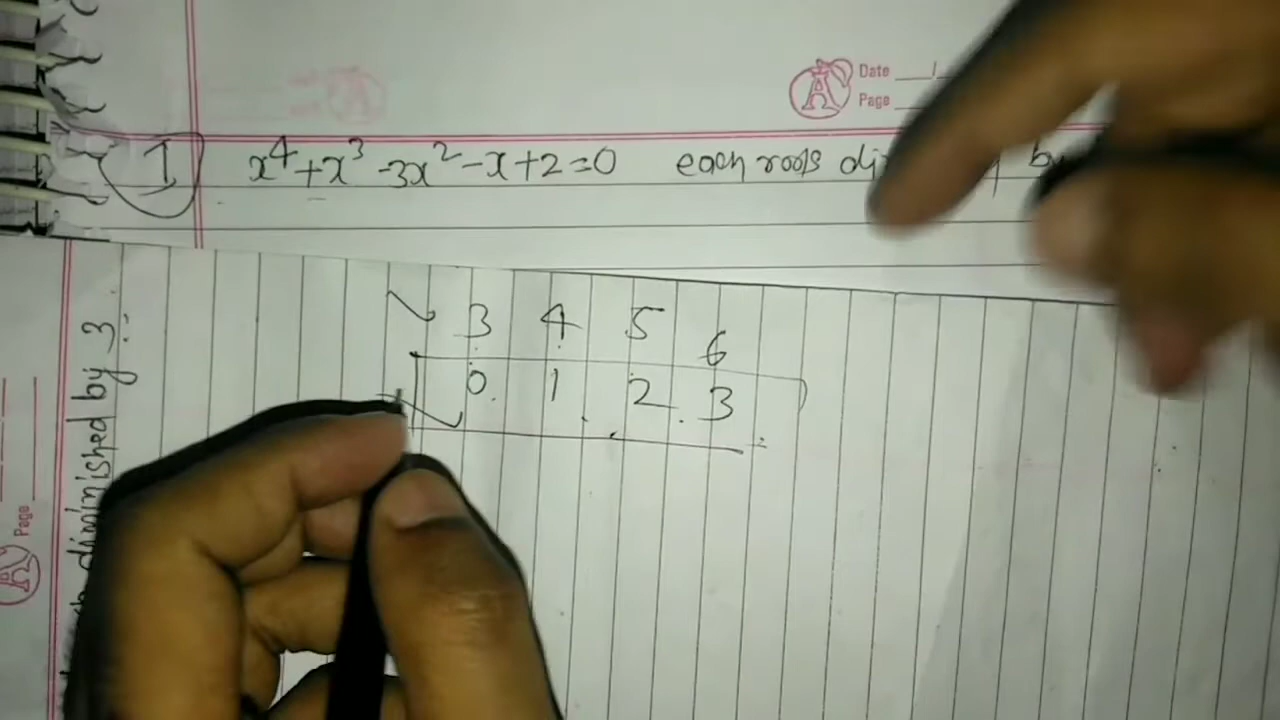 Date
Page
1 x⁴+x³-3x²-x+2=0 each roots
3 4 5 6
0. 1. 2. 3
diminished by 3 :-
Page